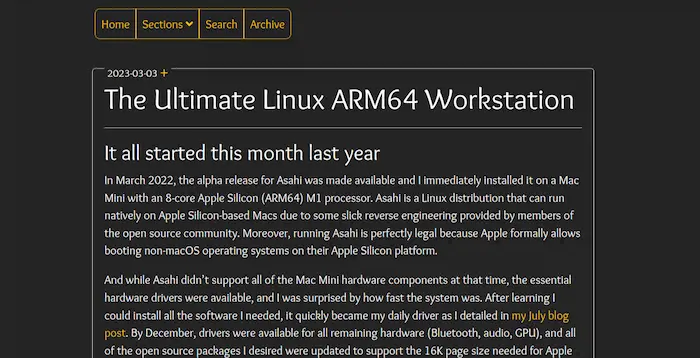 Home Sections Search Archive
2023-03-03 +
The Ultimate Linux ARM64 Workstation
It all started this month last year
In March 2022, the alpha release for Asahi was made available and I immediately installed it on a Mac
Mini with an 8-core Apple Silicon (ARM64) M1 processor. Asahi is a Linux distribution that can run
natively on Apple Silicon-based Macs due to some slick reverse engineering provided by members of
the open source community. Moreover, running Asahi is perfectly legal because Apple formally allows
booting non-macOS operating systems on their Apple Silicon platform.
And while Asahi didn't support all of the Mac Mini hardware components at that time, the essential
hardware drivers were available, and I was surprised by how fast the system was. After learning I
could install all the software I needed, it quickly became my daily driver as I detailed in my July blog
post. By December, drivers were available for all remaining hardware (Bluetooth, audio, GPU), and all
of the open source packages I desired were updated to support the 16K page size needed for Apple